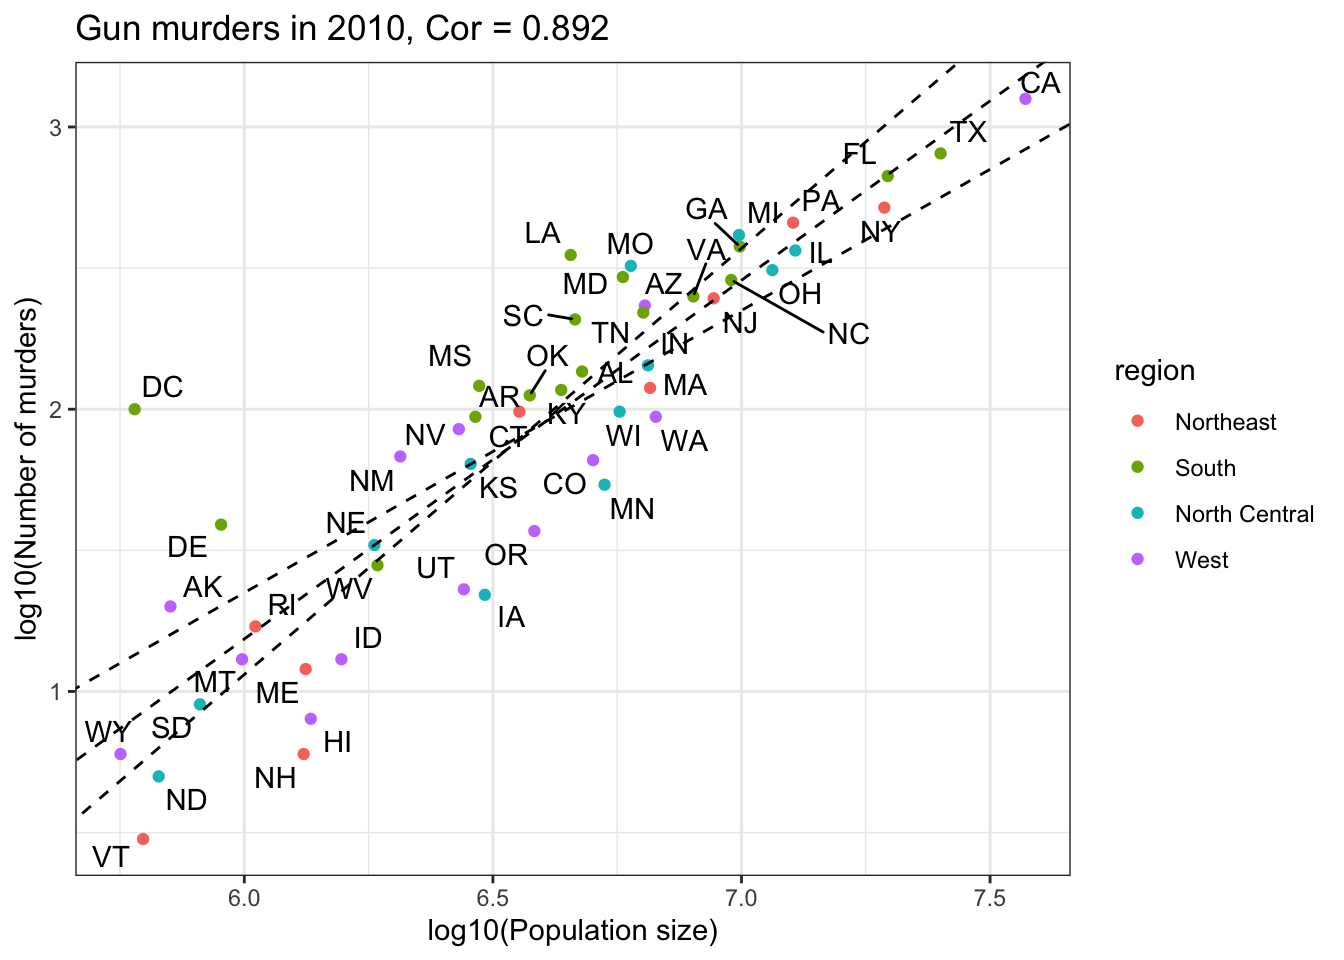 Gun murders in 2010, Cor = 0.892
CA
TX
FL
GA
MI
PA
NY
LA
MO
VA
IL
MD
AZ
OH
SC
TN
NJ
NC
IN
MS
OK
AL
MA
DC
AR
KY
NV
CT
WI
WA
NM
KS
CO
MN
NE
DE
OR
UT
WV
AK
RI
IA
ID
MT
ME
WY
SD
HI
NH
ND
VT
3
2
1
6.0
6.5
7.0
7.5
log10(Population size)
log10(Number of murders)
region
Northeast
South
North Central
West